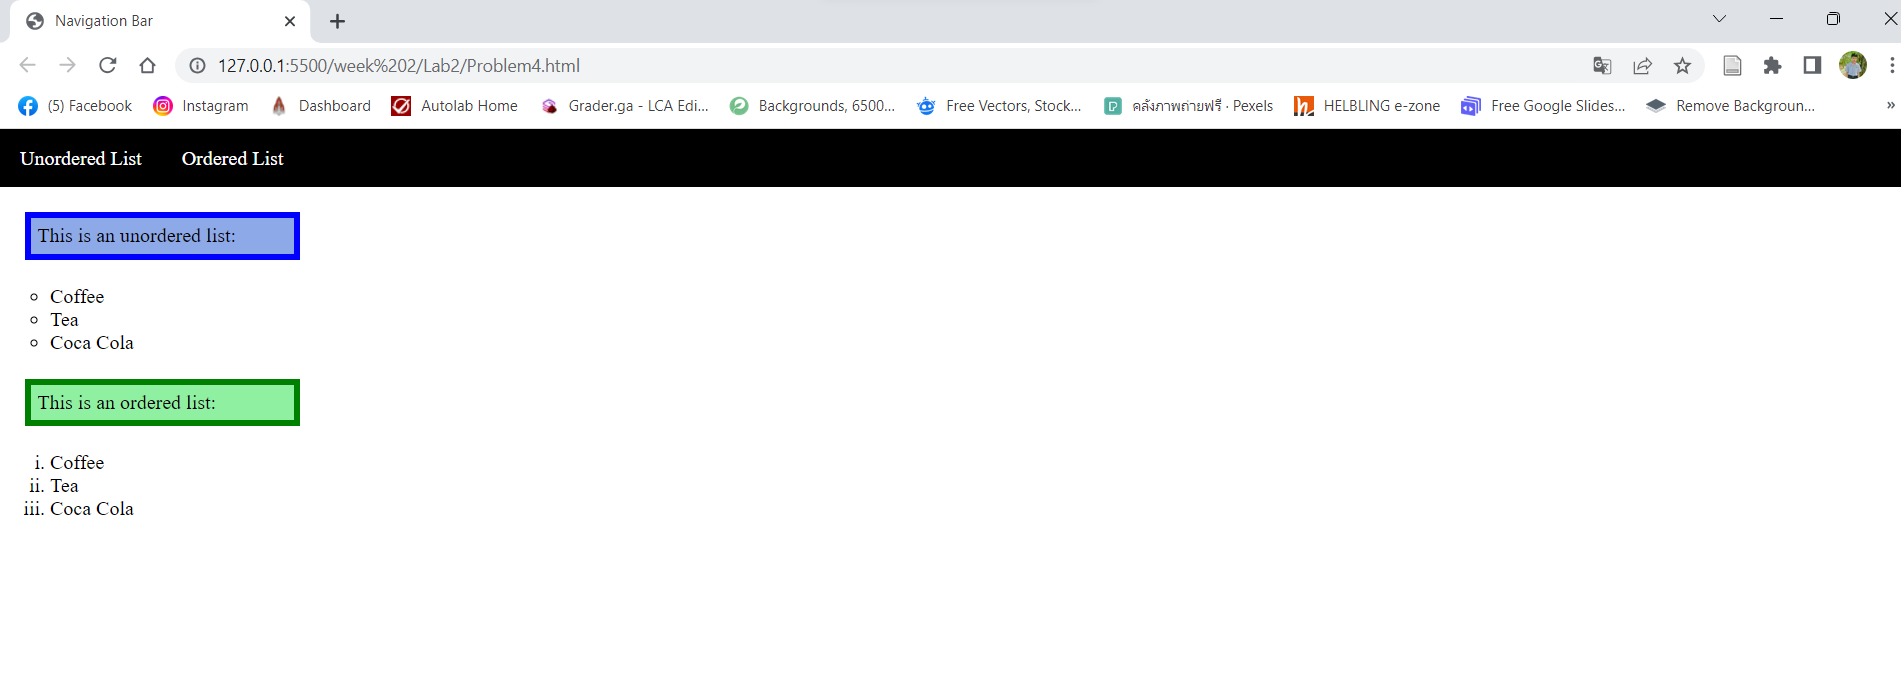 Navigation Bar
127.0.0.1:5500/week%202/Lab2/Problem4.html
(5) Facebook Instagram Dashboard Autolab Home Grader.ga - LCA Edi... Backgrounds, 6500... Free Vectors, Stock... คลังภาพถ่ายฟรี · Pexels HELBLING e-zone Free Google Slides... Remove Backgroun... »
Unordered List Ordered List
This is an unordered list:
Coffee
Tea
Coca Cola
This is an ordered list:
i. Coffee
ii. Tea
iii. Coca Cola